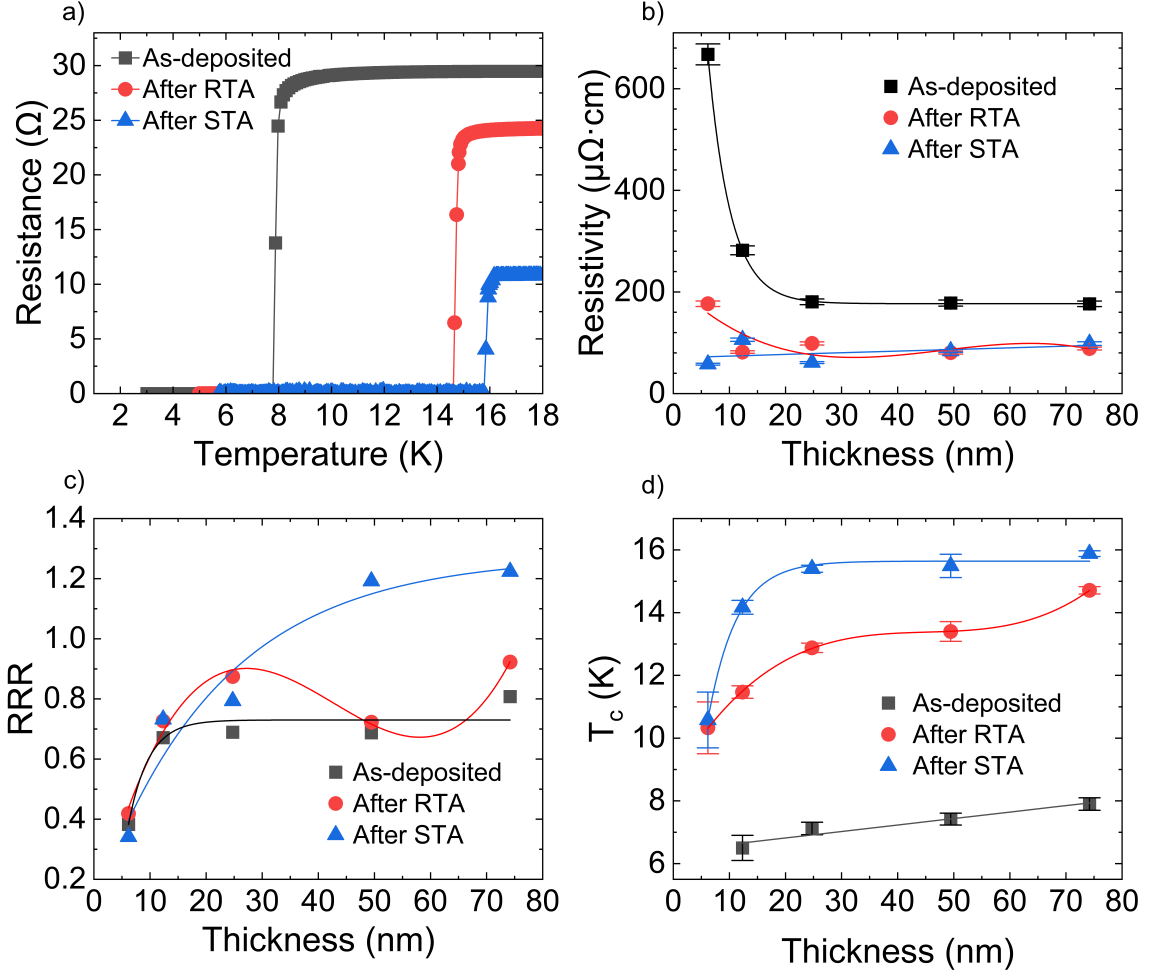 a)
As-deposited
After RTA
After STA
30
25
20
15
10
5
0
2 4 6 8 10 12 14 16 18
Resistance (Ω)
Temperature (K)
b)
As-deposited
After RTA
After STA
600
400
200
0
0 10 20 30 40 50 60 70 80
Resistivity (μΩ·cm)
Thickness (nm)
c)
1.4
1.2
1.0
0.8
0.6
0.4
0.2
0 10 20 30 40 50 60 70 80
RRR
As-deposited
After RTA
After STA
Thickness (nm)
d)
16
14
12
10
8
6
0 10 20 30 40 50 60 70 80
Tc (K)
As-deposited
After RTA
After STA
Thickness (nm)